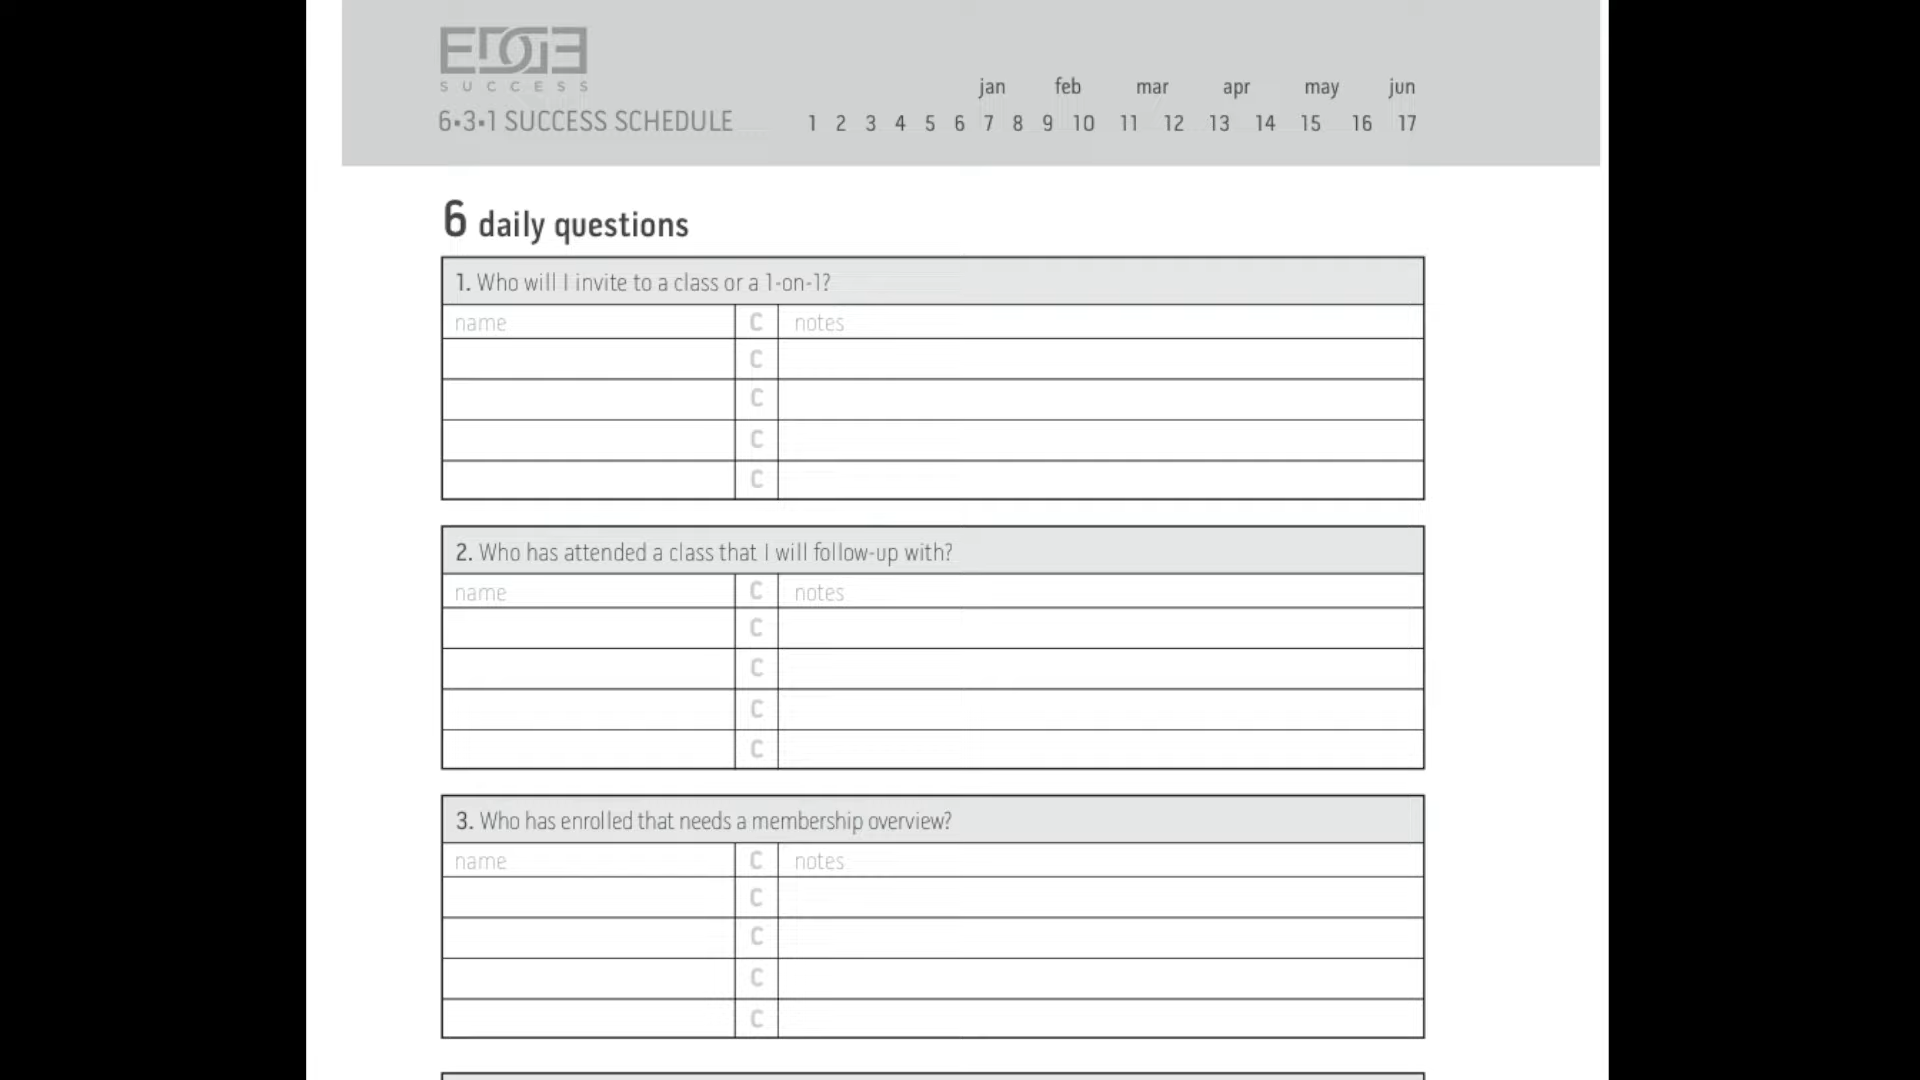 EDGE
SUCCESS
jan feb mar apr may jun
6•3•1 SUCCESS SCHEDULE 1 2 3 4 5 6 7 8 9 10 11 12 13 14 15 16 17
6 daily questions
1. Who will I invite to a class or a 1-on-1?
name C notes
C
C
C
C
2. Who has attended a class that I will follow-up with?
name C notes
C
C
C
C
3. Who has enrolled that needs a membership overview?
name C notes
C
C
C
C